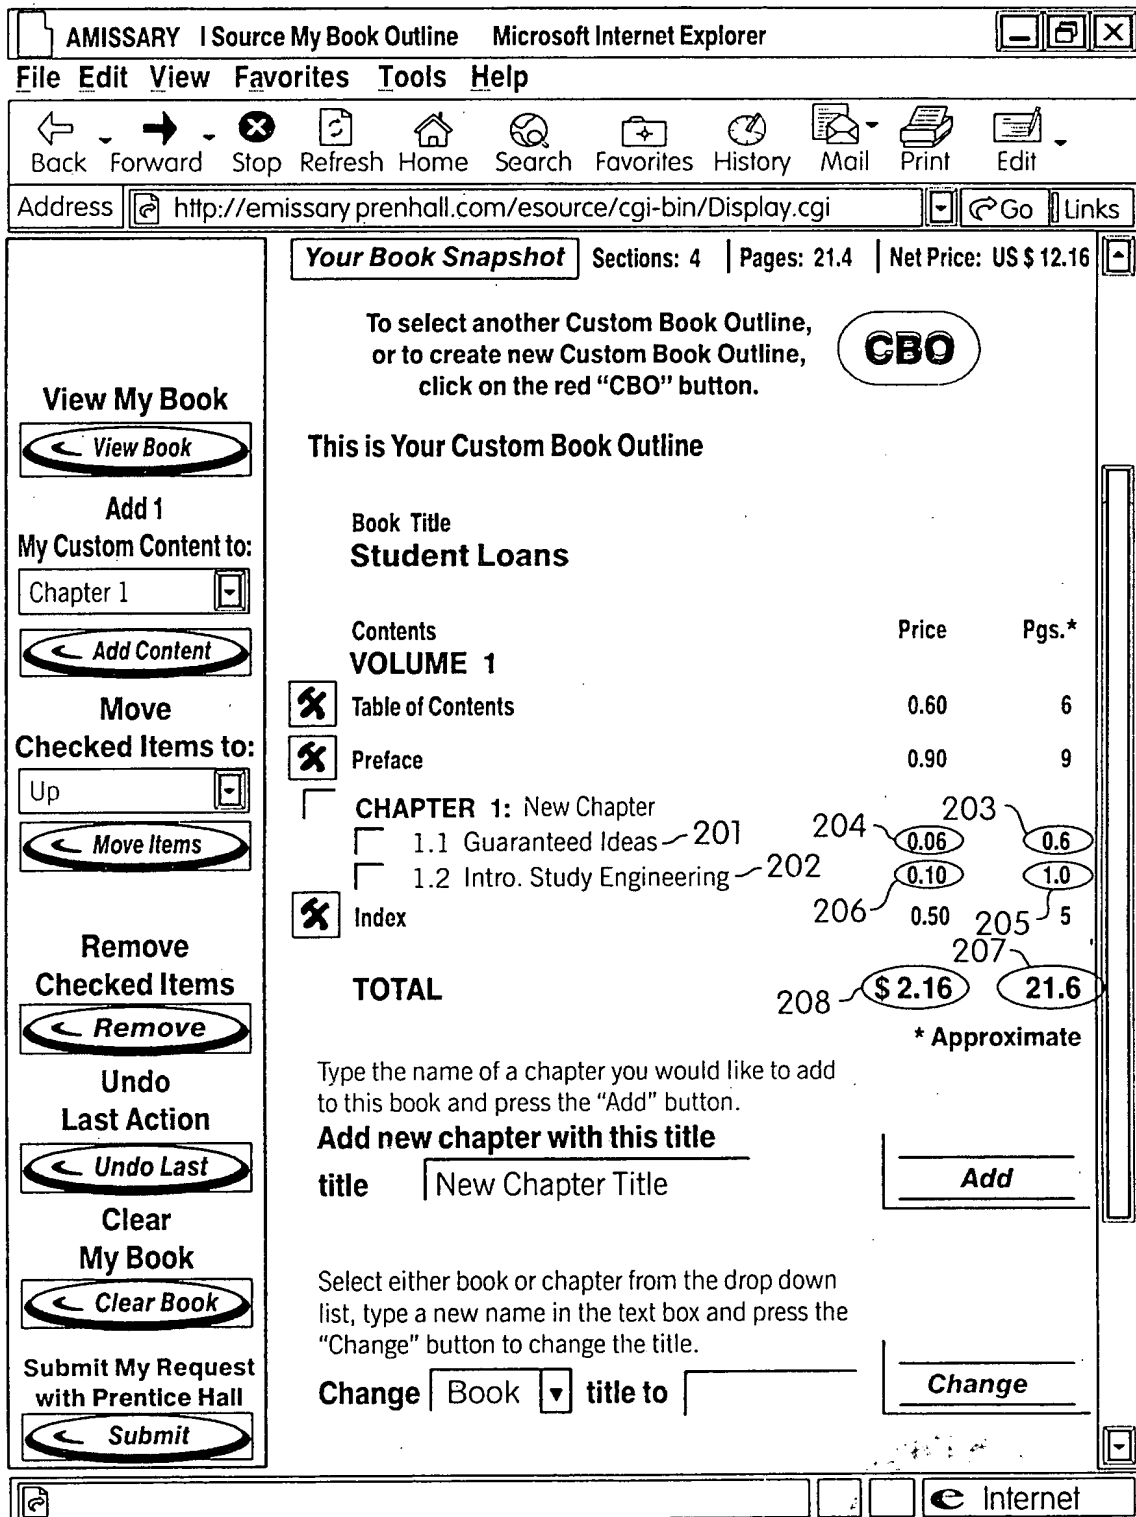 AMISSARY I Source My Book Outline Microsoft Internet Explorer
File Edit View Favorites Tools Help
Back Forward Stop Refresh Home Search Favorites History Mail Print Edit
Address http://emissary prenhall.com/esource/cgi-bin/Display.cgi Go Links
Your Book Snapshot Sections: 4 Pages: 21.4 Net Price: US $ 12.16
To select another Custom Book Outline,
or to create new Custom Book Outline,
click on the red “CBO” button.
CBO
View My Book
View Book
Add 1
My Custom Content to:
Chapter 1
Add Content
Move
Checked Items to:
Up
Move Items
Remove
Checked Items
Remove
Undo
Last Action
Undo Last
Clear
My Book
Clear Book
Submit My Request
with Prentice Hall
Submit
This is Your Custom Book Outline
Book Title
Student Loans
Contents Price Pgs.*
VOLUME 1
Table of Contents 0.60 6
Preface 0.90 9
CHAPTER 1: New Chapter 203
1.1 Guaranteed Ideas 201 204 0.06 0.6
1.2 Intro. Study Engineering 202 0.10 1.0
Index 206 0.50 205 5
207
TOTAL 208 $ 2.16 21.6
* Approximate
Type the name of a chapter you would like to add
to this book and press the “Add” button.
Add new chapter with this title
title New Chapter Title Add
Select either book or chapter from the drop down
list, type a new name in the text box and press the
“Change” button to change the title.
Change Book title to Change
Internet